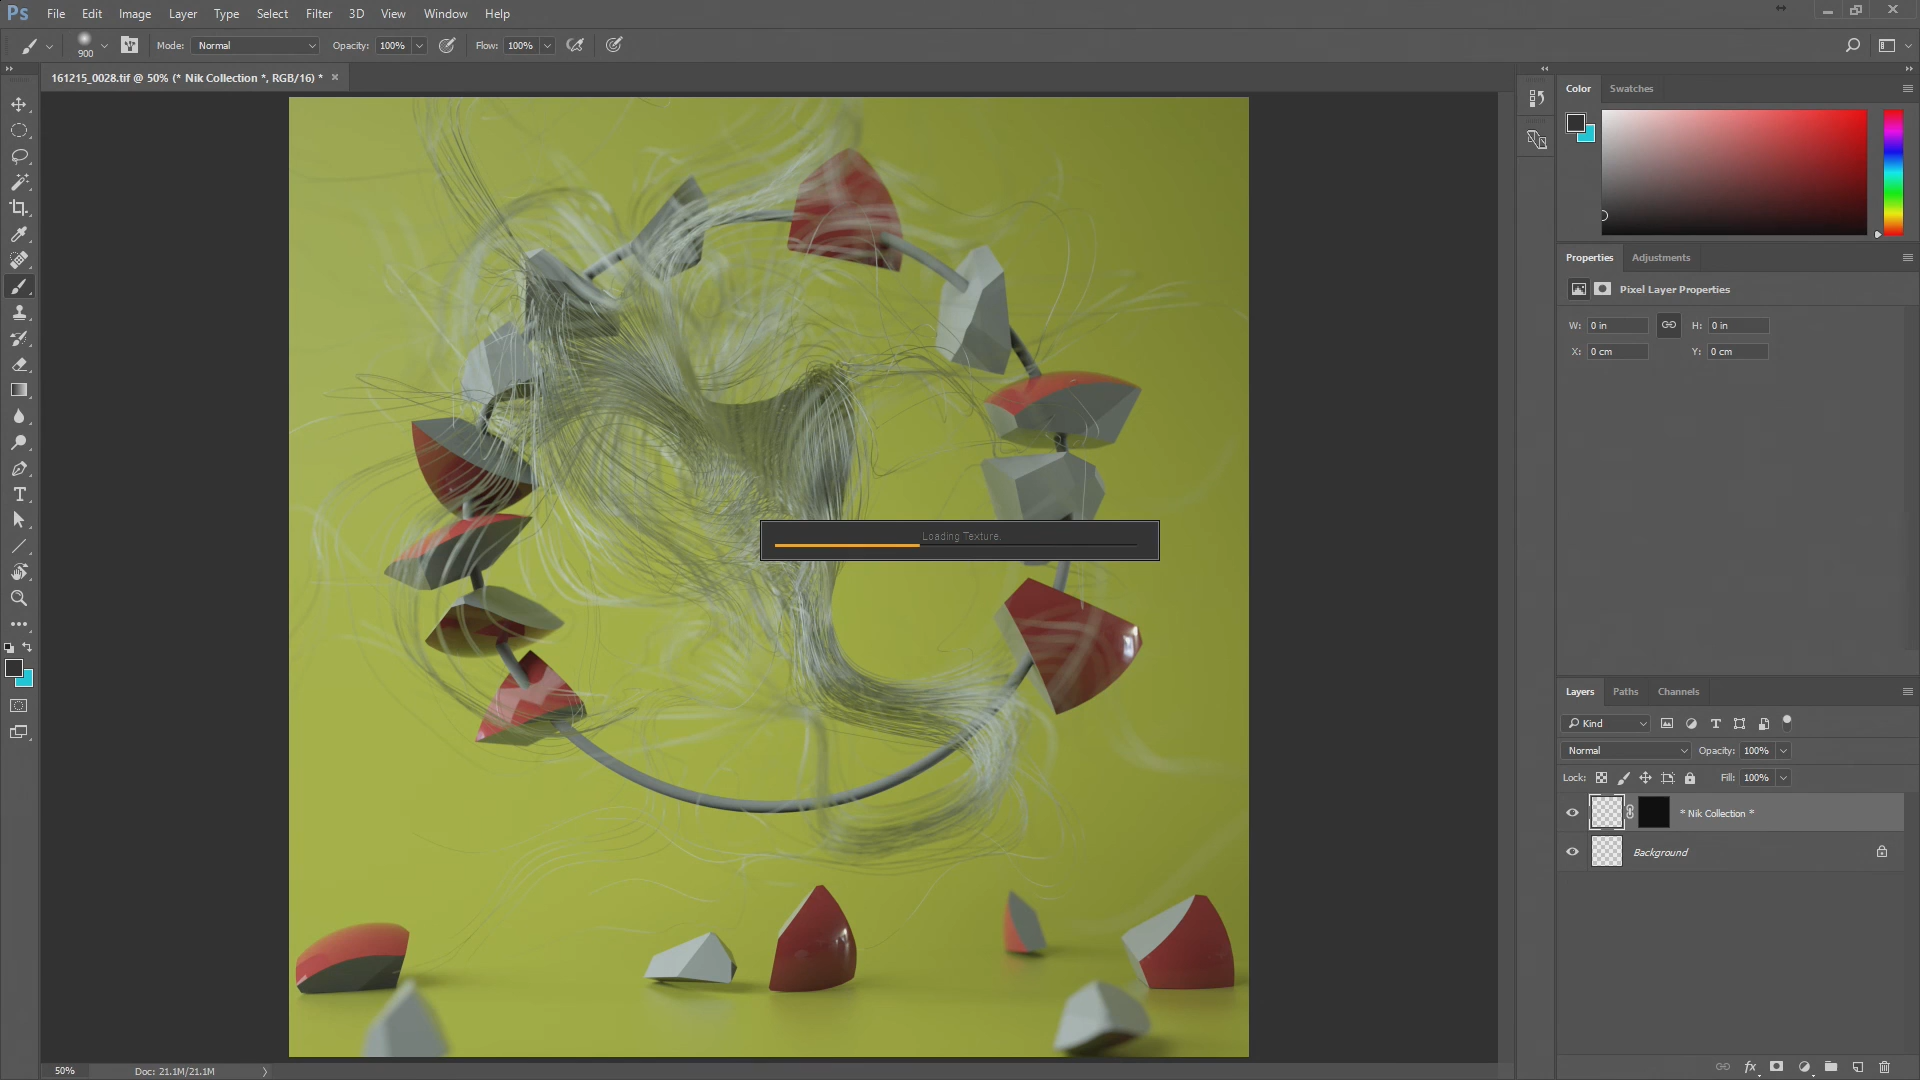 Ps File Edit Image Layer Type Select Filter 3D View Window Help
900 Mode: Normal Opacity: 100% Flow: 100%
161215_0028.tif @ 50% (* Nik Collection *, RGB/16) * ×
Color Swatches
Properties Adjustments
Pixel Layer Properties
W: 0 in H: 0 in
X: 0 cm Y: 0 cm
Loading Texture.
Layers Paths Channels
Kind
Normal Opacity: 100%
Lock: Fill: 100%
* Nik Collection *
Background
50% Doc: 21.1M/21.1M